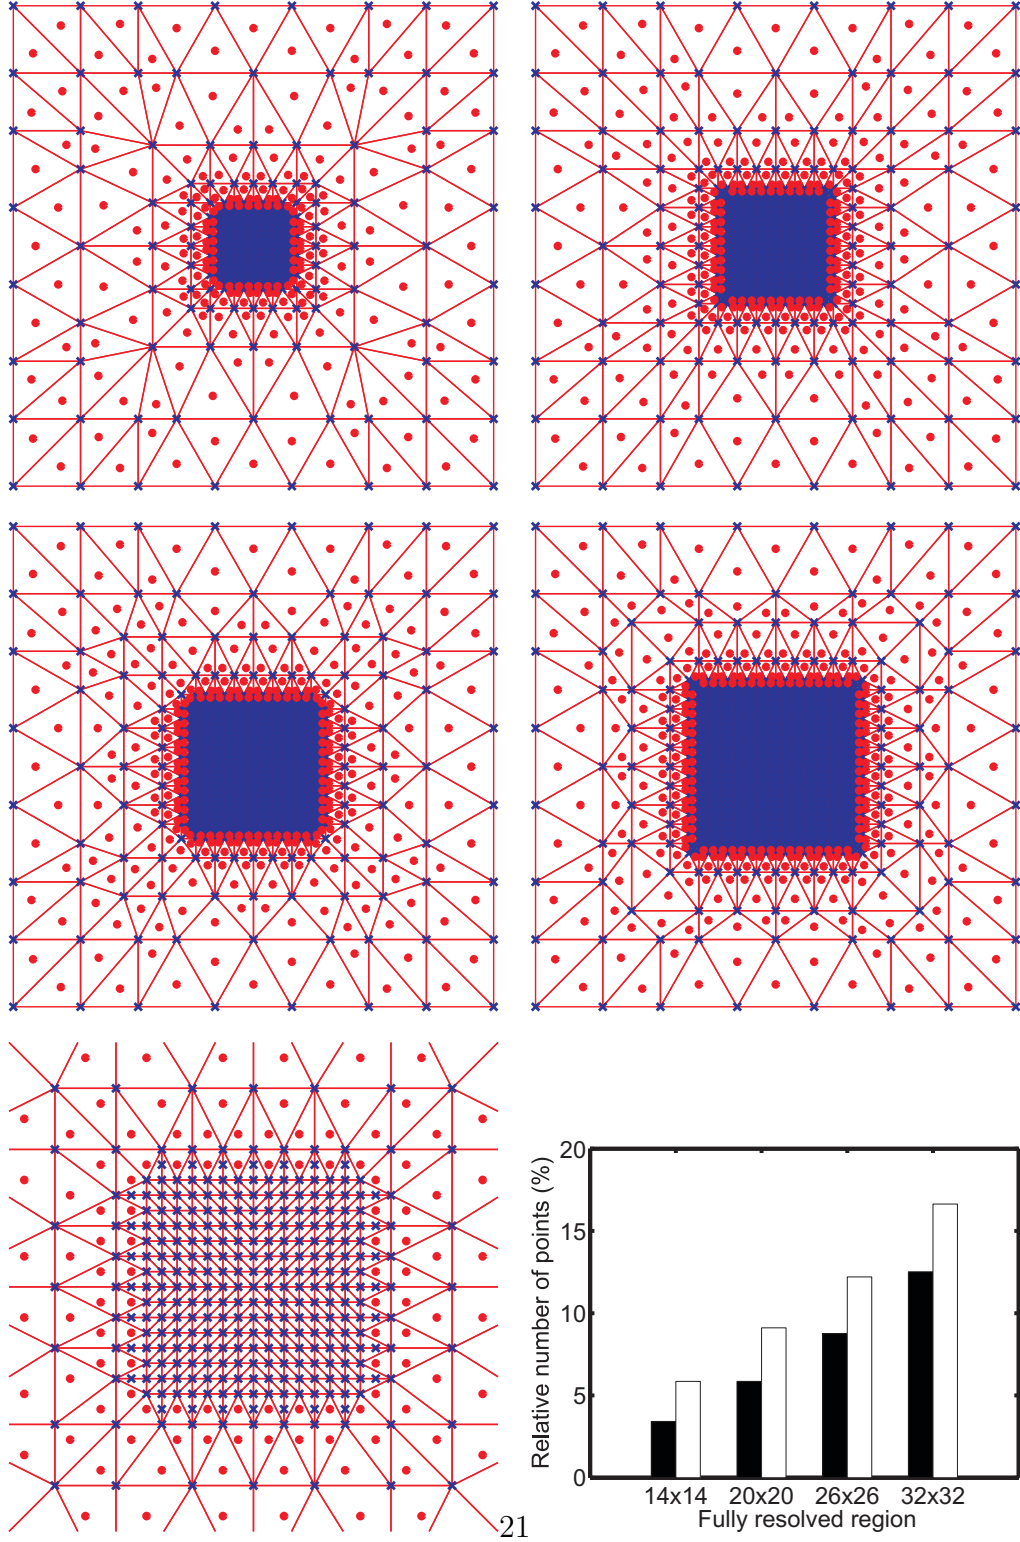 20
15
10
5
0
Relative number of points (%)
14x14 20x20 26x26 32x32
Fully resolved region
21